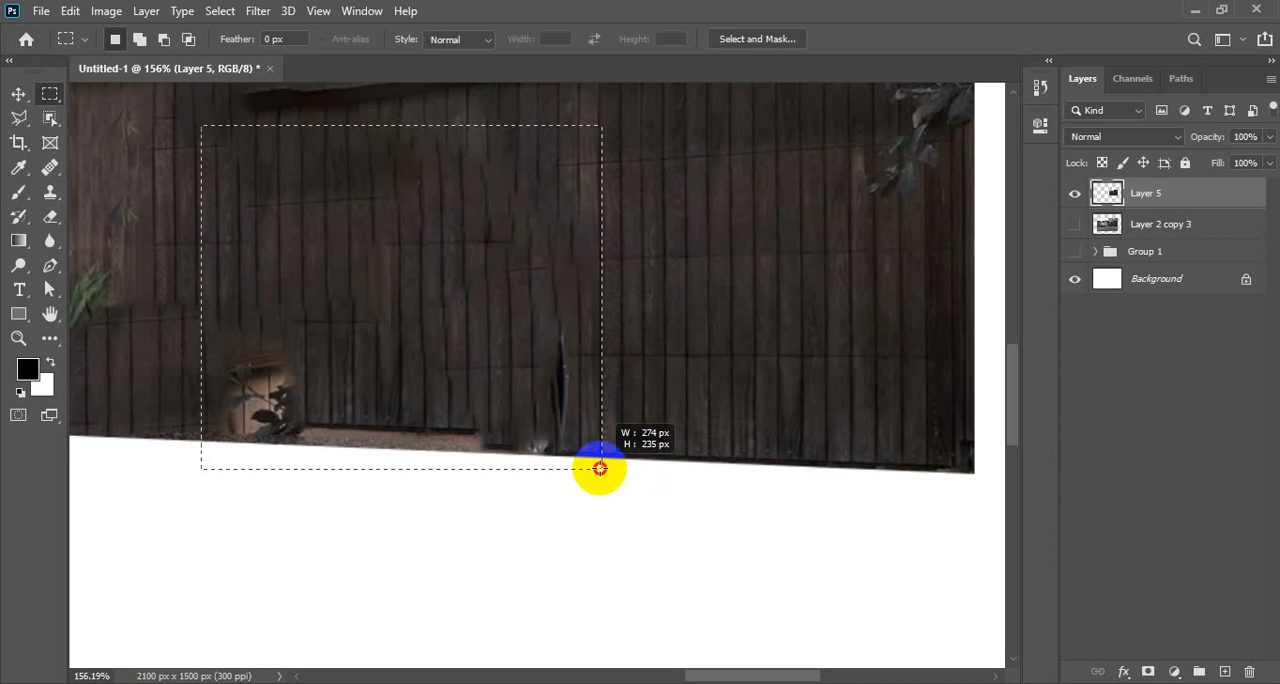 Ps File Edit Image Layer Type Select Filter 3D View Window Help
Feather: 0 px Anti-alias Style: Normal Width: Height: Select and Mask...
Untitled-1 @ 156% (Layer 5, RGB/8) * ×
Layers Channels Paths
Kind
Normal Opacity: 100%
Lock: Fill: 100%
Layer 5
Layer 2 copy 3
Group 1
Background
W : 274 px
H : 235 px
156.19% 2100 px x 1500 px (300 ppi)